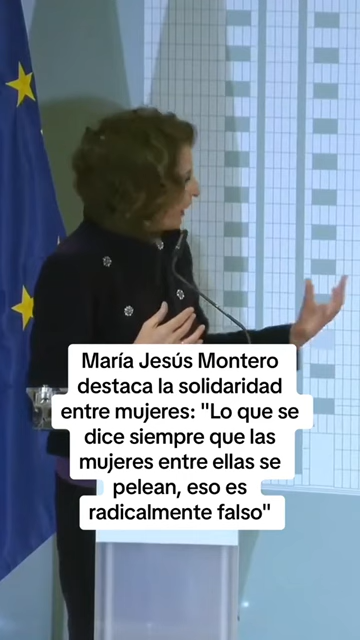 María Jesús Montero
destaca la solidaridad
entre mujeres: "Lo que se
dice siempre que las
mujeres entre ellas se
pelean, eso es
radicalmente falso"